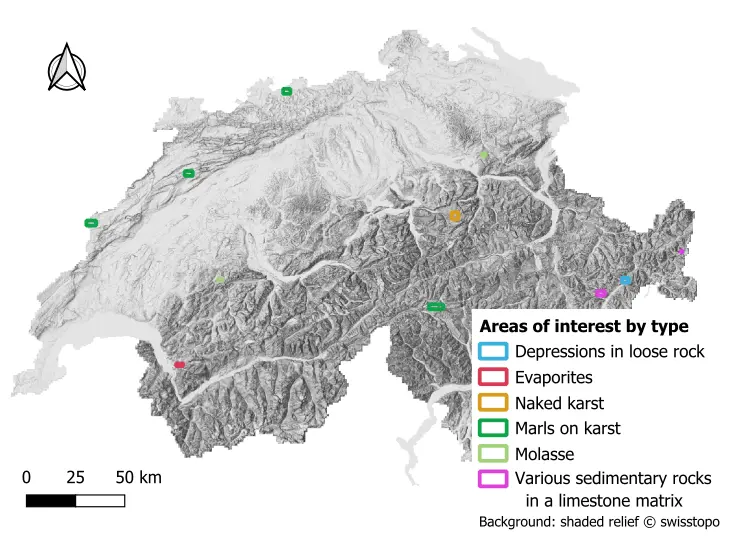 Areas of interest by type
Depressions in loose rock
Evaporites
Naked karst
Marls on karst
Molasse
Various sedimentary rocks
in a limestone matrix
Background: shaded relief © swisstopo
0 25 50 km